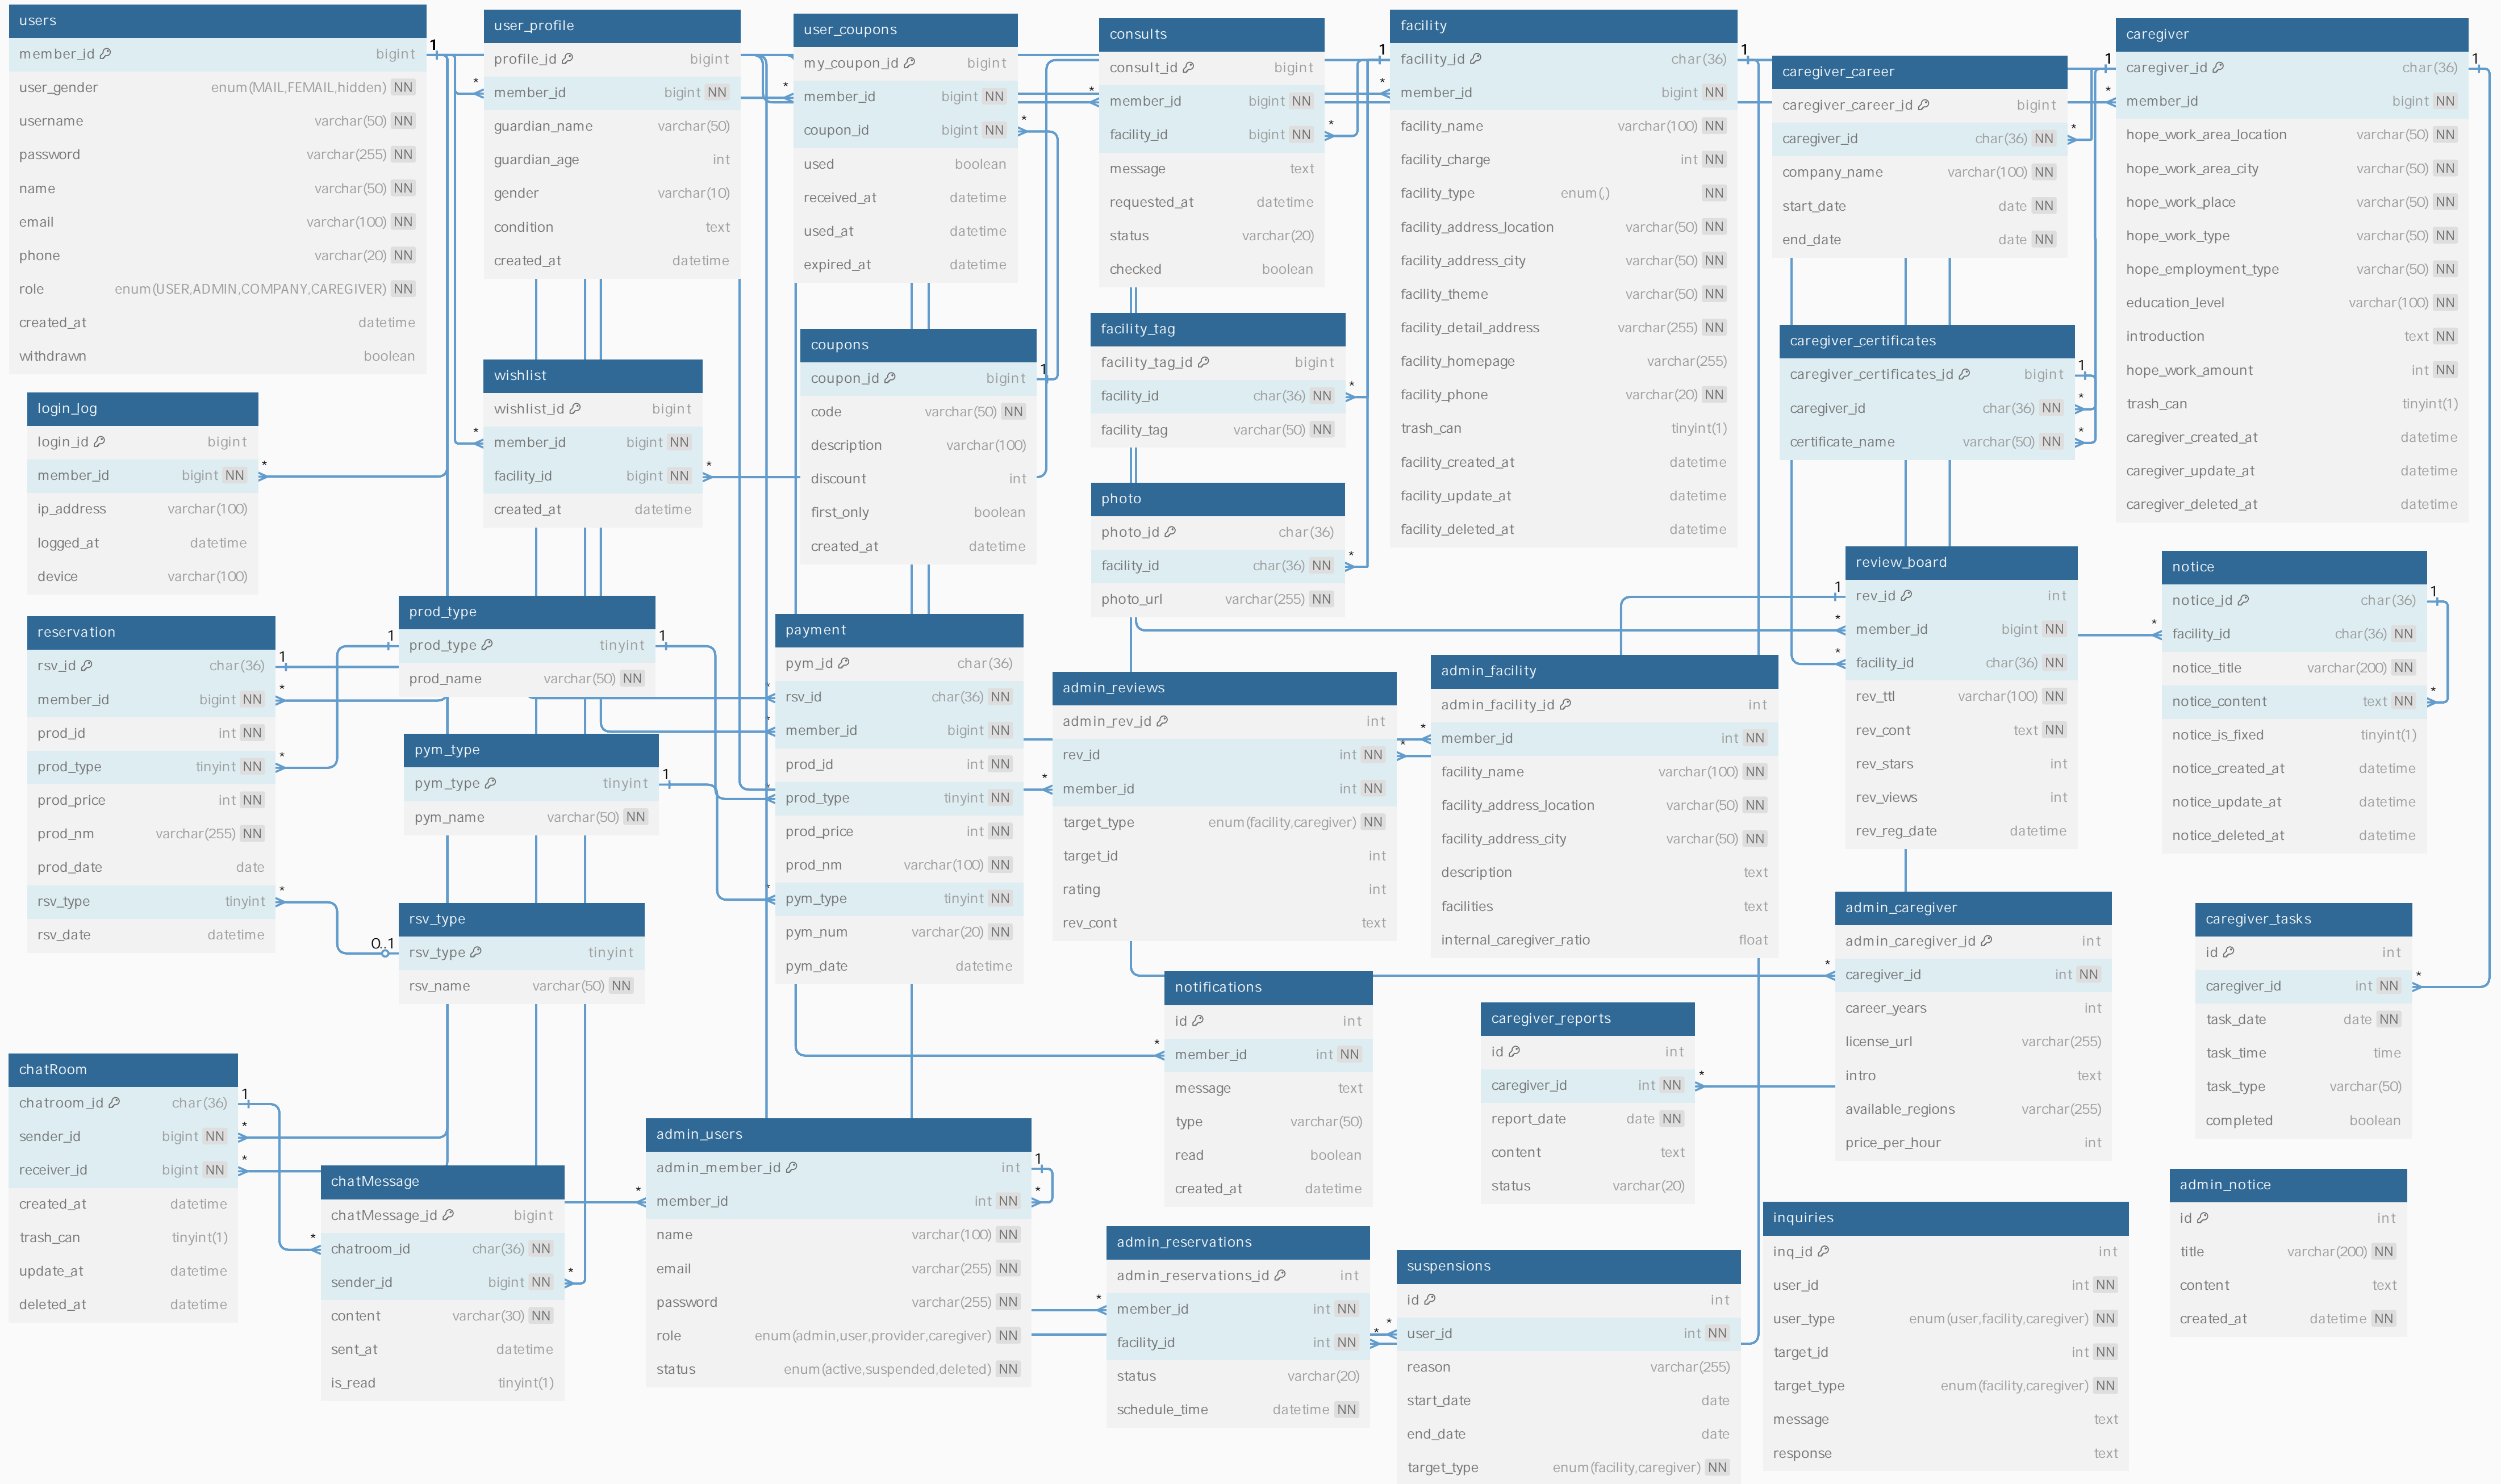 users
member_id bigint
user_gender enum(MAIL,FEMAIL,hidden) NN
username varchar(50) NN
password varchar(255) NN
name varchar(50) NN
email varchar(100) NN
phone varchar(20) NN
role enum(USER,ADMIN,COMPANY,CAREGIVER) NN
created_at datetime
withdrawn boolean
1
user_profile
profile_id bigint
* member_id bigint NN
guardian_name varchar(50)
guardian_age int
gender varchar(10)
condition text
created_at datetime
user_coupons
my_coupon_id bigint
* member_id bigint NN
coupon_id bigint NN *
used boolean
received_at datetime
used_at datetime
expired_at datetime
consults
consult_id bigint
* member_id bigint NN
facility_id bigint NN *
message text
requested_at datetime
status varchar(20)
checked boolean
facility
1 facility_id char(36) 1
* member_id bigint NN
facility_name varchar(100) NN
facility_charge int NN
facility_type enum(,) NN
facility_address_location varchar(50) NN
facility_address_city varchar(50) NN
facility_theme varchar(50) NN
facility_detail_address varchar(255) NN
facility_homepage varchar(255)
facility_phone varchar(20) NN
trash_can tinyint(1)
facility_created_at datetime
facility_update_at datetime
facility_deleted_at datetime
caregiver_career
caregiver_career_id bigint
caregiver_id char(36) NN *
company_name varchar(100) NN
start_date date NN
end_date date NN
caregiver
1 caregiver_id char(36) 1
* member_id bigint NN
hope_work_area_location varchar(50) NN
hope_work_area_city varchar(50) NN
hope_work_place varchar(50) NN
hope_work_type varchar(50) NN
hope_employment_type varchar(50) NN
education_level varchar(100) NN
introduction text NN
hope_work_amount int NN
trash_can tinyint(1)
caregiver_created_at datetime
caregiver_update_at datetime
caregiver_deleted_at datetime
login_log
login_id bigint
member_id bigint NN *
ip_address varchar(100)
logged_at datetime
device varchar(100)
wishlist
wishlist_id bigint
* member_id bigint NN
facility_id bigint NN *
created_at datetime
coupons
coupon_id bigint 1
code varchar(50) NN
description varchar(100)
discount int
first_only boolean
created_at datetime
facility_tag
facility_tag_id bigint
facility_id char(36) NN *
facility_tag varchar(50) NN
photo
photo_id char(36)
facility_id char(36) NN *
photo_url varchar(255) NN
caregiver_certificates
caregiver_certificates_id bigint 1
caregiver_id char(36) NN *
certificate_name varchar(50) NN *
review_board
1 rev_id int
* member_id bigint NN
* facility_id char(36) NN
rev_ttl varchar(100) NN
rev_cont text NN
rev_stars int
rev_views int
rev_reg_date datetime
notice
notice_id char(36) 1
* facility_id char(36) NN
notice_title varchar(200) NN
notice_content text NN *
notice_is_fixed tinyint(1)
notice_created_at datetime
notice_update_at datetime
notice_deleted_at datetime
reservation
rsv_id char(36) 1
member_id bigint NN *
prod_id int NN
prod_type tinyint NN *
prod_price int NN
prod_nm varchar(255) NN
prod_date date
rsv_type tinyint *
rsv_date datetime
prod_type
1 prod_type tinyint 1
prod_name varchar(50) NN
pym_type
pym_type tinyint 1
pym_name varchar(50) NN
rsv_type
0..1 rsv_type tinyint
rsv_name varchar(50) NN
payment
pym_id char(36)
* rsv_id char(36) NN
* member_id bigint NN
prod_id int NN
* prod_type tinyint NN
prod_price int NN
prod_nm varchar(100) NN
* pym_type tinyint NN
pym_num varchar(20) NN
pym_date datetime
admin_reviews
admin_rev_id int
rev_id int NN *
* member_id int NN
target_type enum(facility,caregiver) NN
target_id int
rating int
rev_cont text
admin_facility
admin_facility_id int
* member_id int NN
facility_name varchar(100) NN
facility_address_location varchar(50) NN
facility_address_city varchar(50) NN
description text
facilities text
internal_caregiver_ratio float
admin_caregiver
admin_caregiver_id int
* caregiver_id int NN
career_years int
license_url varchar(255)
intro text
available_regions varchar(255)
price_per_hour int
caregiver_tasks
id int
caregiver_id int NN *
task_date date NN
task_time time
task_type varchar(50)
completed boolean
notifications
id int
* member_id int NN
message text
type varchar(50)
read boolean
created_at datetime
caregiver_reports
id int
caregiver_id int NN *
report_date date NN
content text
status varchar(20)
chatRoom
chatroom_id char(36) 1
sender_id bigint NN *
receiver_id bigint NN *
created_at datetime
trash_can tinyint(1)
update_at datetime
deleted_at datetime
chatMessage
chatMessage_id bigint
* chatroom_id char(36) NN
sender_id bigint NN *
content varchar(30) NN
sent_at datetime
is_read tinyint(1)
admin_users
admin_member_id int 1
* member_id int NN *
name varchar(100) NN
email varchar(255) NN
password varchar(255) NN
role enum(admin,user,provider,caregiver) NN
status enum(active,suspended,deleted) NN
admin_reservations
admin_reservations_id int
* member_id int NN
facility_id int NN *
status varchar(20)
schedule_time datetime NN
suspensions
id int
* user_id int NN
reason varchar(255)
start_date date
end_date date
target_type enum(facility,caregiver) NN
inquiries
inq_id int
user_id int NN
user_type enum(user,facility,caregiver) NN
target_id int NN
target_type enum(facility,caregiver) NN
message text
response text
admin_notice
id int
title varchar(200) NN
content text
created_at datetime NN